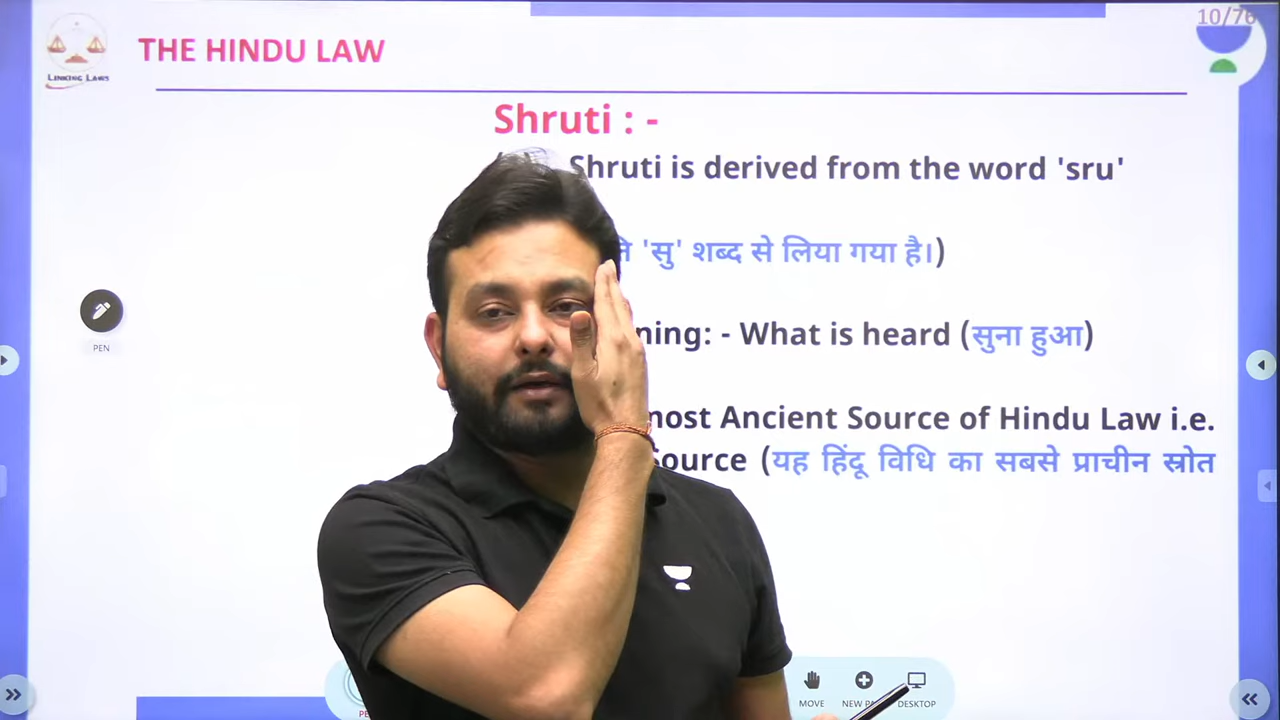 10/76
LINKING LAWS
THE HINDU LAW
Shruti : -
Shruti is derived from the word 'sru'
'सु' शब्द से लिया गया है।)
ning: - What is heard (सुना हुआ)
most Ancient Source of Hindu Law i.e.
Source (यह हिंदू विधि का सबसे प्राचीन स्रोत
PEN
MOVE
NEW
DESKTOP